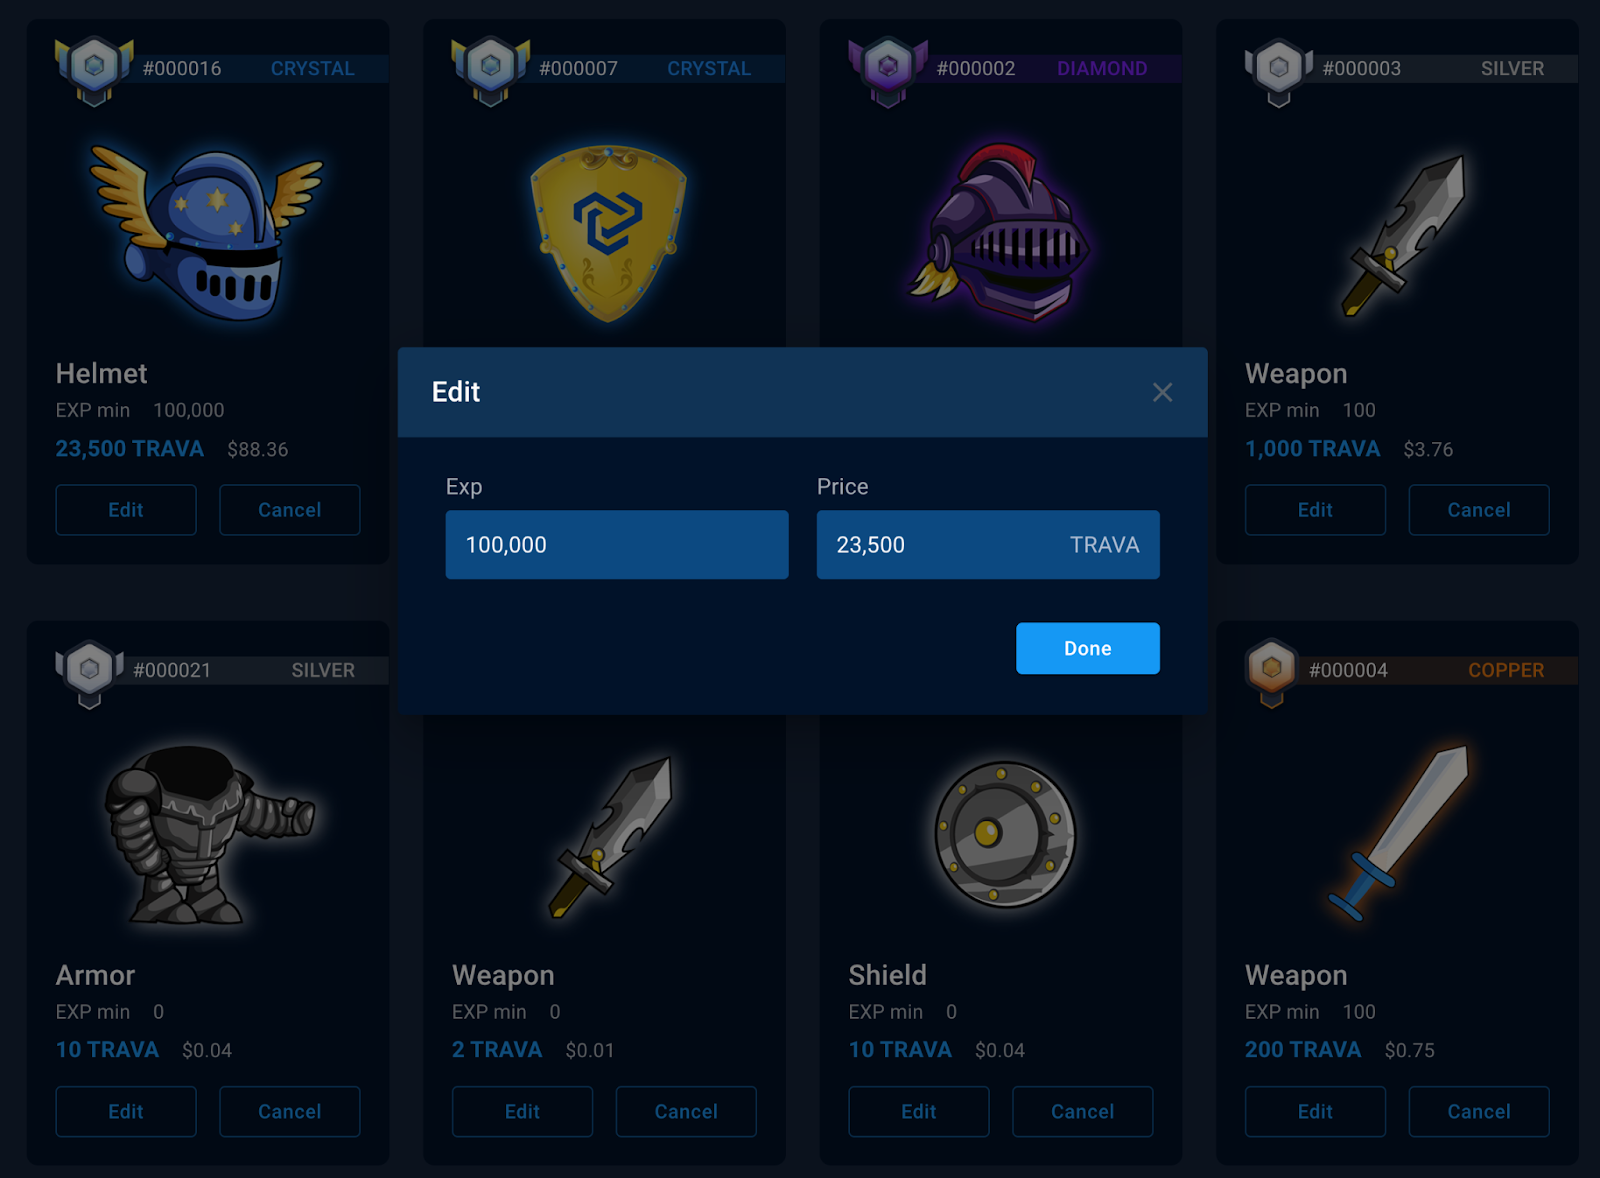 #000016 CRYSTAL
#000007 CRYSTAL
#000002 DIAMOND
#000003 SILVER
Helmet
EXP min 100,000
23,500 TRAVA $88.36
Edit Cancel
Weapon
EXP min 100
1,000 TRAVA $3.76
Edit Cancel
Edit
Exp
100,000
Price
23,500 TRAVA
Done
#000021 SILVER
#000004 COPPER
Armor
EXP min 0
10 TRAVA $0.04
Edit Cancel
Weapon
EXP min 0
2 TRAVA $0.01
Edit Cancel
Shield
EXP min 0
10 TRAVA $0.04
Edit Cancel
Weapon
EXP min 100
200 TRAVA $0.75
Edit Cancel